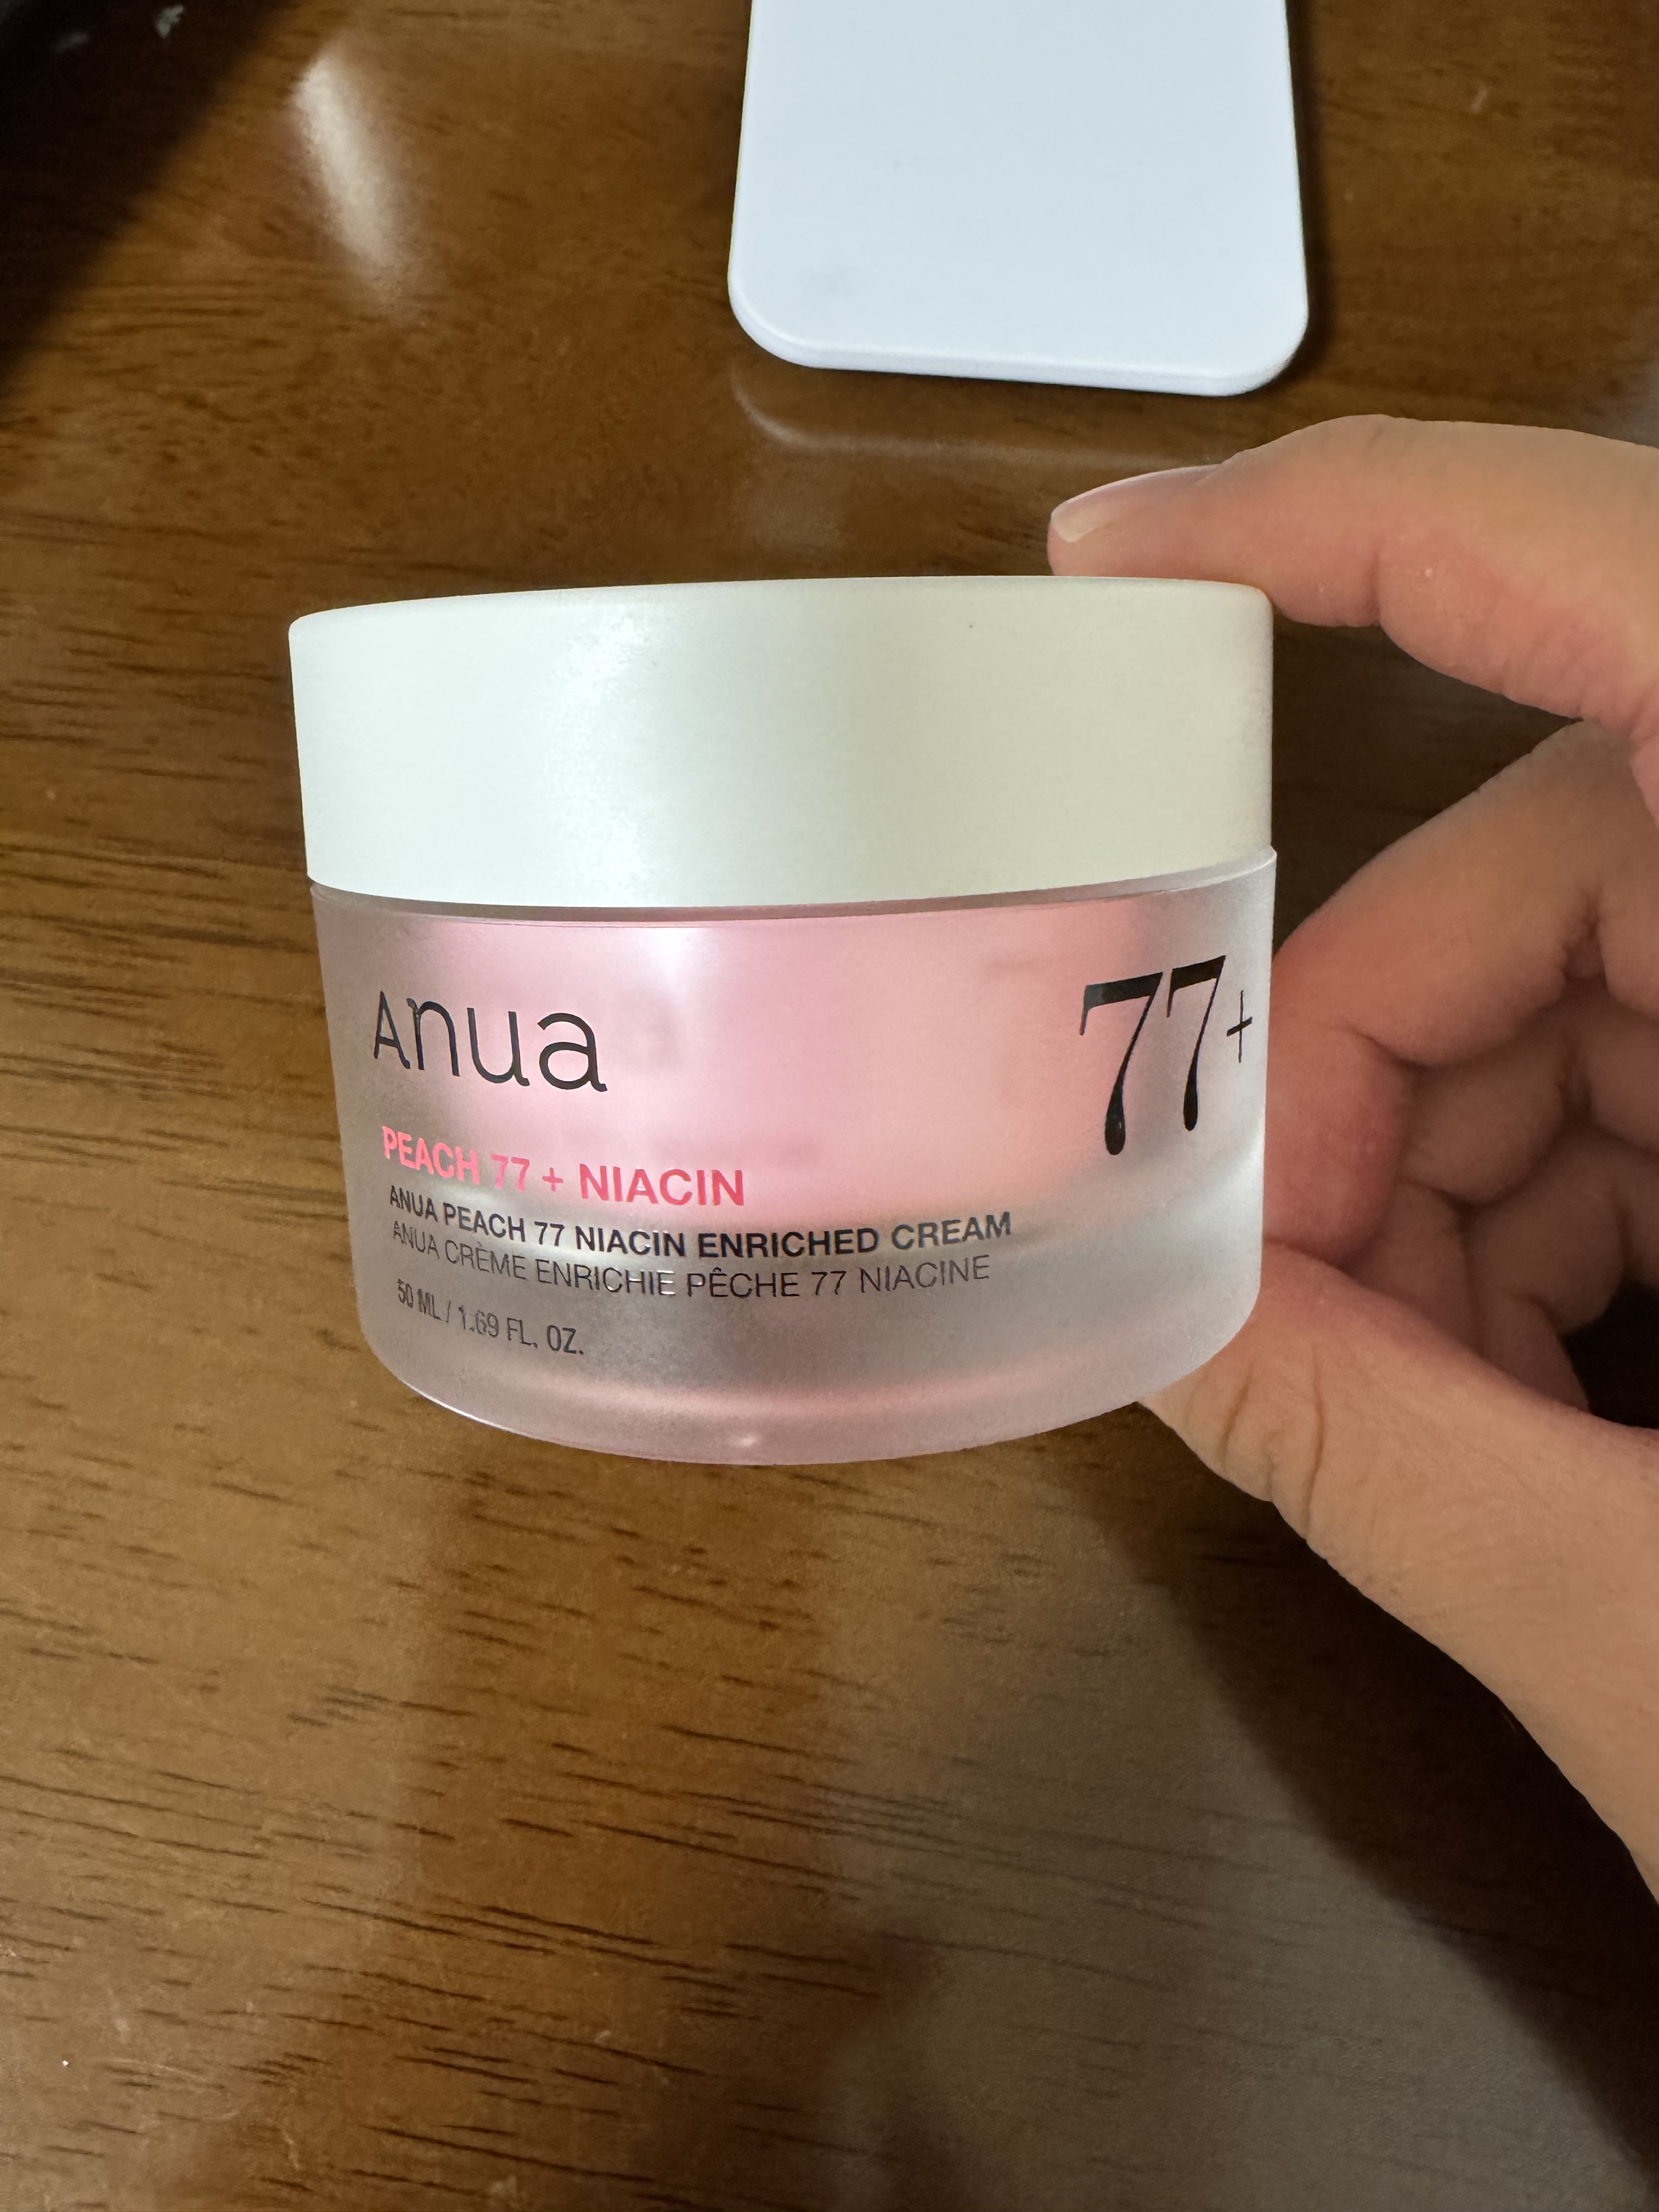 Anua
77+
PEACH 77 + NIACIN
ANUA PEACH 77 NIACIN ENRICHED CREAM
ANUA CRÈME ENRICHIE PÊCHE 77 NIACINE
50 ML / 1.69 FL. OZ.